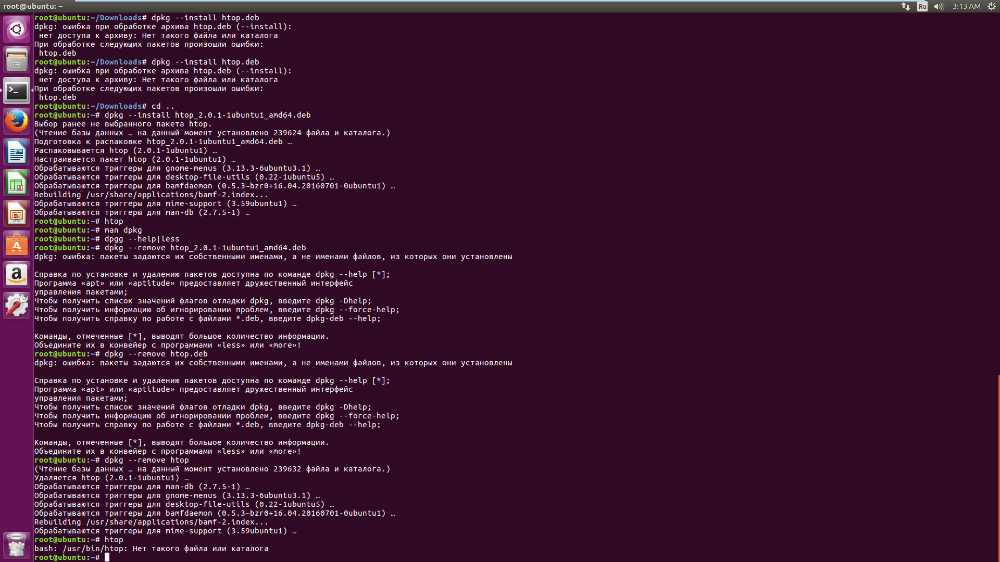 root@ubuntu: ~
Ru
3:13 AM
root@ubuntu:~/Downloads# dpkg --install htop.deb
dpkg: ошибка при обработке архива htop.deb (--install):
 нет доступа к архиву: Нет такого файла или каталога
При обработке следующих пакетов произошли ошибки:
 htop.deb
root@ubuntu:~/Downloads# dpkg --install htop.deb
dpkg: ошибка при обработке архива htop.deb (--install):
 нет доступа к архиву: Нет такого файла или каталога
При обработке следующих пакетов произошли ошибки:
 htop.deb
root@ubuntu:~/Downloads# cd ..
root@ubuntu:~# dpkg --install htop_2.0.1-1ubuntu1_amd64.deb
Выбор ранее не выбранного пакета htop.
(Чтение базы данных … на данный момент установлено 239624 файла и каталога.)
Подготовка к распаковке htop_2.0.1-1ubuntu1_amd64.deb …
Распаковывается htop (2.0.1-1ubuntu1) …
Настраивается пакет htop (2.0.1-1ubuntu1) …
Обрабатываются триггеры для gnome-menus (3.13.3-6ubuntu3.1) …
Обрабатываются триггеры для desktop-file-utils (0.22-1ubuntu5) …
Обрабатываются триггеры для bamfdaemon (0.5.3~bzr0+16.04.20160701-0ubuntu1) …
Rebuilding /usr/share/applications/bamf-2.index...
Обрабатываются триггеры для mime-support (3.59ubuntu1) …
Обрабатываются триггеры для man-db (2.7.5-1) …
root@ubuntu:~# htop
root@ubuntu:~# man dpkg
root@ubuntu:~# dpgg --help|less
root@ubuntu:~# dpkg --remove htop_2.0.1-1ubuntu1_amd64.deb
dpkg: ошибка: пакеты задаются их собственными именами, а не именами файлов, из которых они установлены

Справка по установке и удалению пакетов доступна по команде dpkg --help [*];
Программа «apt» или «aptitude» предоставляет дружественный интерфейс
управления пакетами;
Чтобы получить список значений флагов отладки dpkg, введите dpkg -Dhelp;
Чтобы получить информацию об игнорировании проблем, введите dpkg --force-help;
Чтобы получить справку по работе с файлами *.deb, введите dpkg-deb --help;

Команды, отмеченные [*], выводят большое количество информации.
Объедините их в конвейер с программами «less» или «more»!
root@ubuntu:~# dpkg --remove htop.deb
dpkg: ошибка: пакеты задаются их собственными именами, а не именами файлов, из которых они установлены

Справка по установке и удалению пакетов доступна по команде dpkg --help [*];
Программа «apt» или «aptitude» предоставляет дружественный интерфейс
управления пакетами;
Чтобы получить список значений флагов отладки dpkg, введите dpkg -Dhelp;
Чтобы получить информацию об игнорировании проблем, введите dpkg --force-help;
Чтобы получить справку по работе с файлами *.deb, введите dpkg-deb --help;

Команды, отмеченные [*], выводят большое количество информации.
Объедините их в конвейер с программами «less» или «more»!
root@ubuntu:~# dpkg --remove htop
(Чтение базы данных … на данный момент установлено 239632 файла и каталога.)
Удаляется htop (2.0.1-1ubuntu1) …
Обрабатываются триггеры для man-db (2.7.5-1) …
Обрабатываются триггеры для gnome-menus (3.13.3-6ubuntu3.1) …
Обрабатываются триггеры для desktop-file-utils (0.22-1ubuntu5) …
Обрабатываются триггеры для bamfdaemon (0.5.3~bzr0+16.04.20160701-0ubuntu1) …
Rebuilding /usr/share/applications/bamf-2.index...
Обрабатываются триггеры для mime-support (3.59ubuntu1) …
root@ubuntu:~# htop
bash: /usr/bin/htop: Нет такого файла или каталога
root@ubuntu:~#